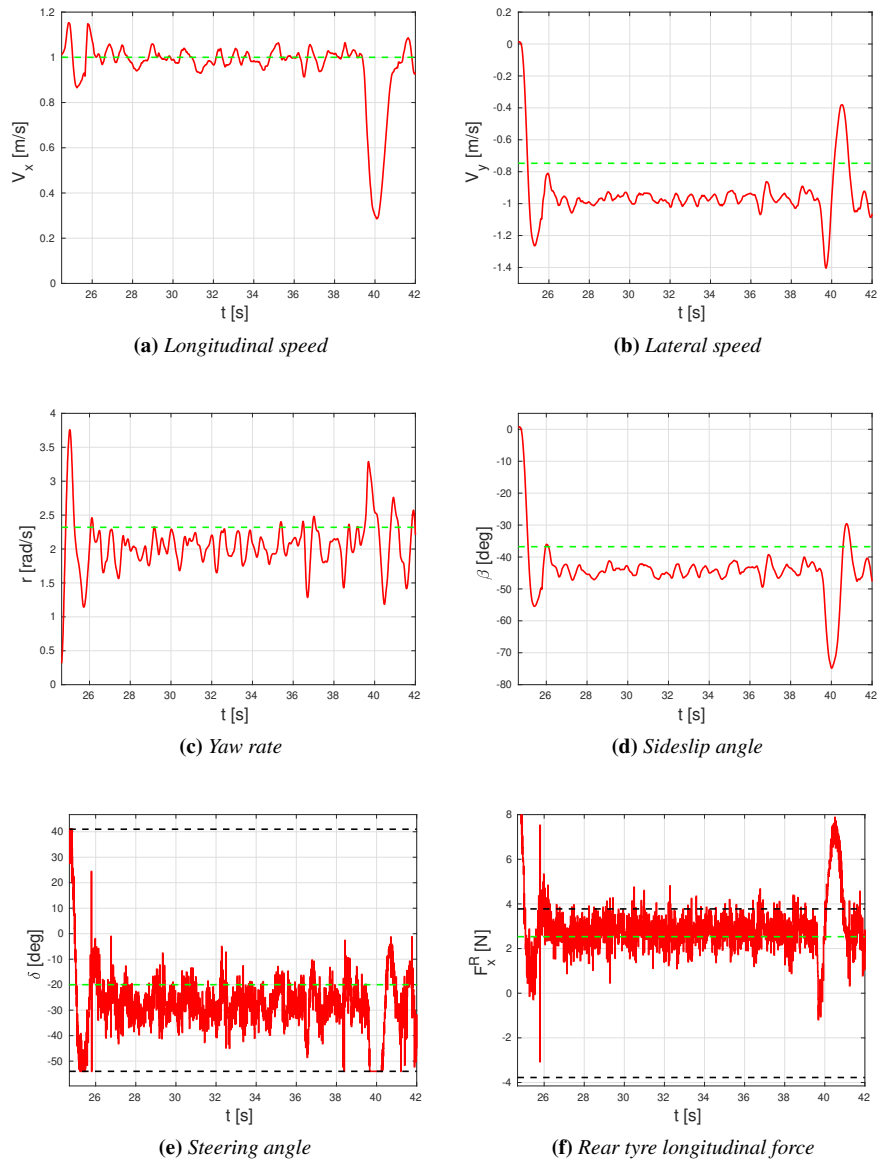 1.2
1
0.8
0.6
0.4
0.2
0
V_x [m/s]
26 28 30 32 34 36 38 40 42
t [s]
(a) Longitudinal speed
0
-0.2
-0.4
-0.6
-0.8
-1
-1.2
-1.4
V_y [m/s]
26 28 30 32 34 36 38 40 42
t [s]
(b) Lateral speed
4
3.5
3
2.5
2
1.5
1
0.5
0
r [rad/s]
26 28 30 32 34 36 38 40 42
t [s]
(c) Yaw rate
0
-10
-20
-30
-40
-50
-60
-70
-80
β [deg]
26 28 30 32 34 36 38 40 42
t [s]
(d) Sideslip angle
40
30
20
10
0
-10
-20
-30
-40
-50
δ [deg]
26 28 30 32 34 36 38 40 42
t [s]
(e) Steering angle
8
6
4
2
0
-2
-4
F_x^R [N]
26 28 30 32 34 36 38 40 42
t [s]
(f) Rear tyre longitudinal force